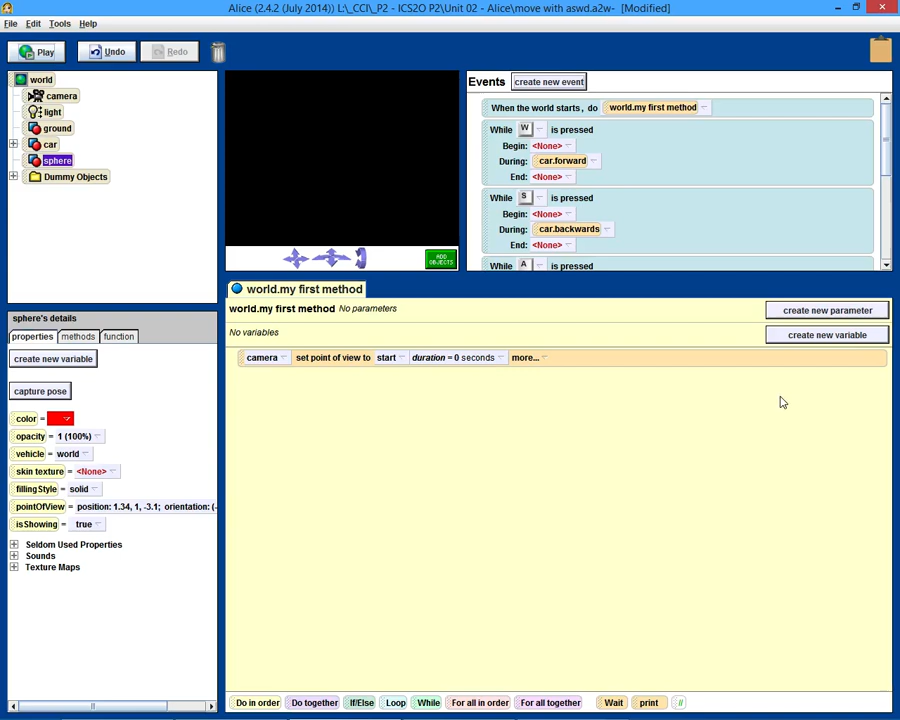 Alice (2.4.2 (July 2014)) L:\_CCI\_P2 - ICS2O P2\Unit 02 - Alice\move with aswd.a2w- [Modified]
File Edit Tools Help
Play Undo Redo
world
camera
light
ground
car
sphere
Dummy Objects
ADD OBJECTS
Events create new event
When the world starts, do world.my first method
While W is pressed
Begin: <None>
During: car.forward
End: <None>
While S is pressed
Begin: <None>
During: car.backwards
End: <None>
While A is pressed
sphere's details
properties methods function
create new variable
capture pose
color =
opacity = 1 (100%)
vehicle = world
skin texture = <None>
fillingStyle = solid
pointOfView = position: 1.34, 1, -3.1; orientation: (-
isShowing = true
Seldom Used Properties
Sounds
Texture Maps
world.my first method
world.my first method No parameters
create new parameter
No variables
create new variable
camera set point of view to start duration = 0 seconds more...
Do in order Do together If/Else Loop While For all in order For all together Wait print //